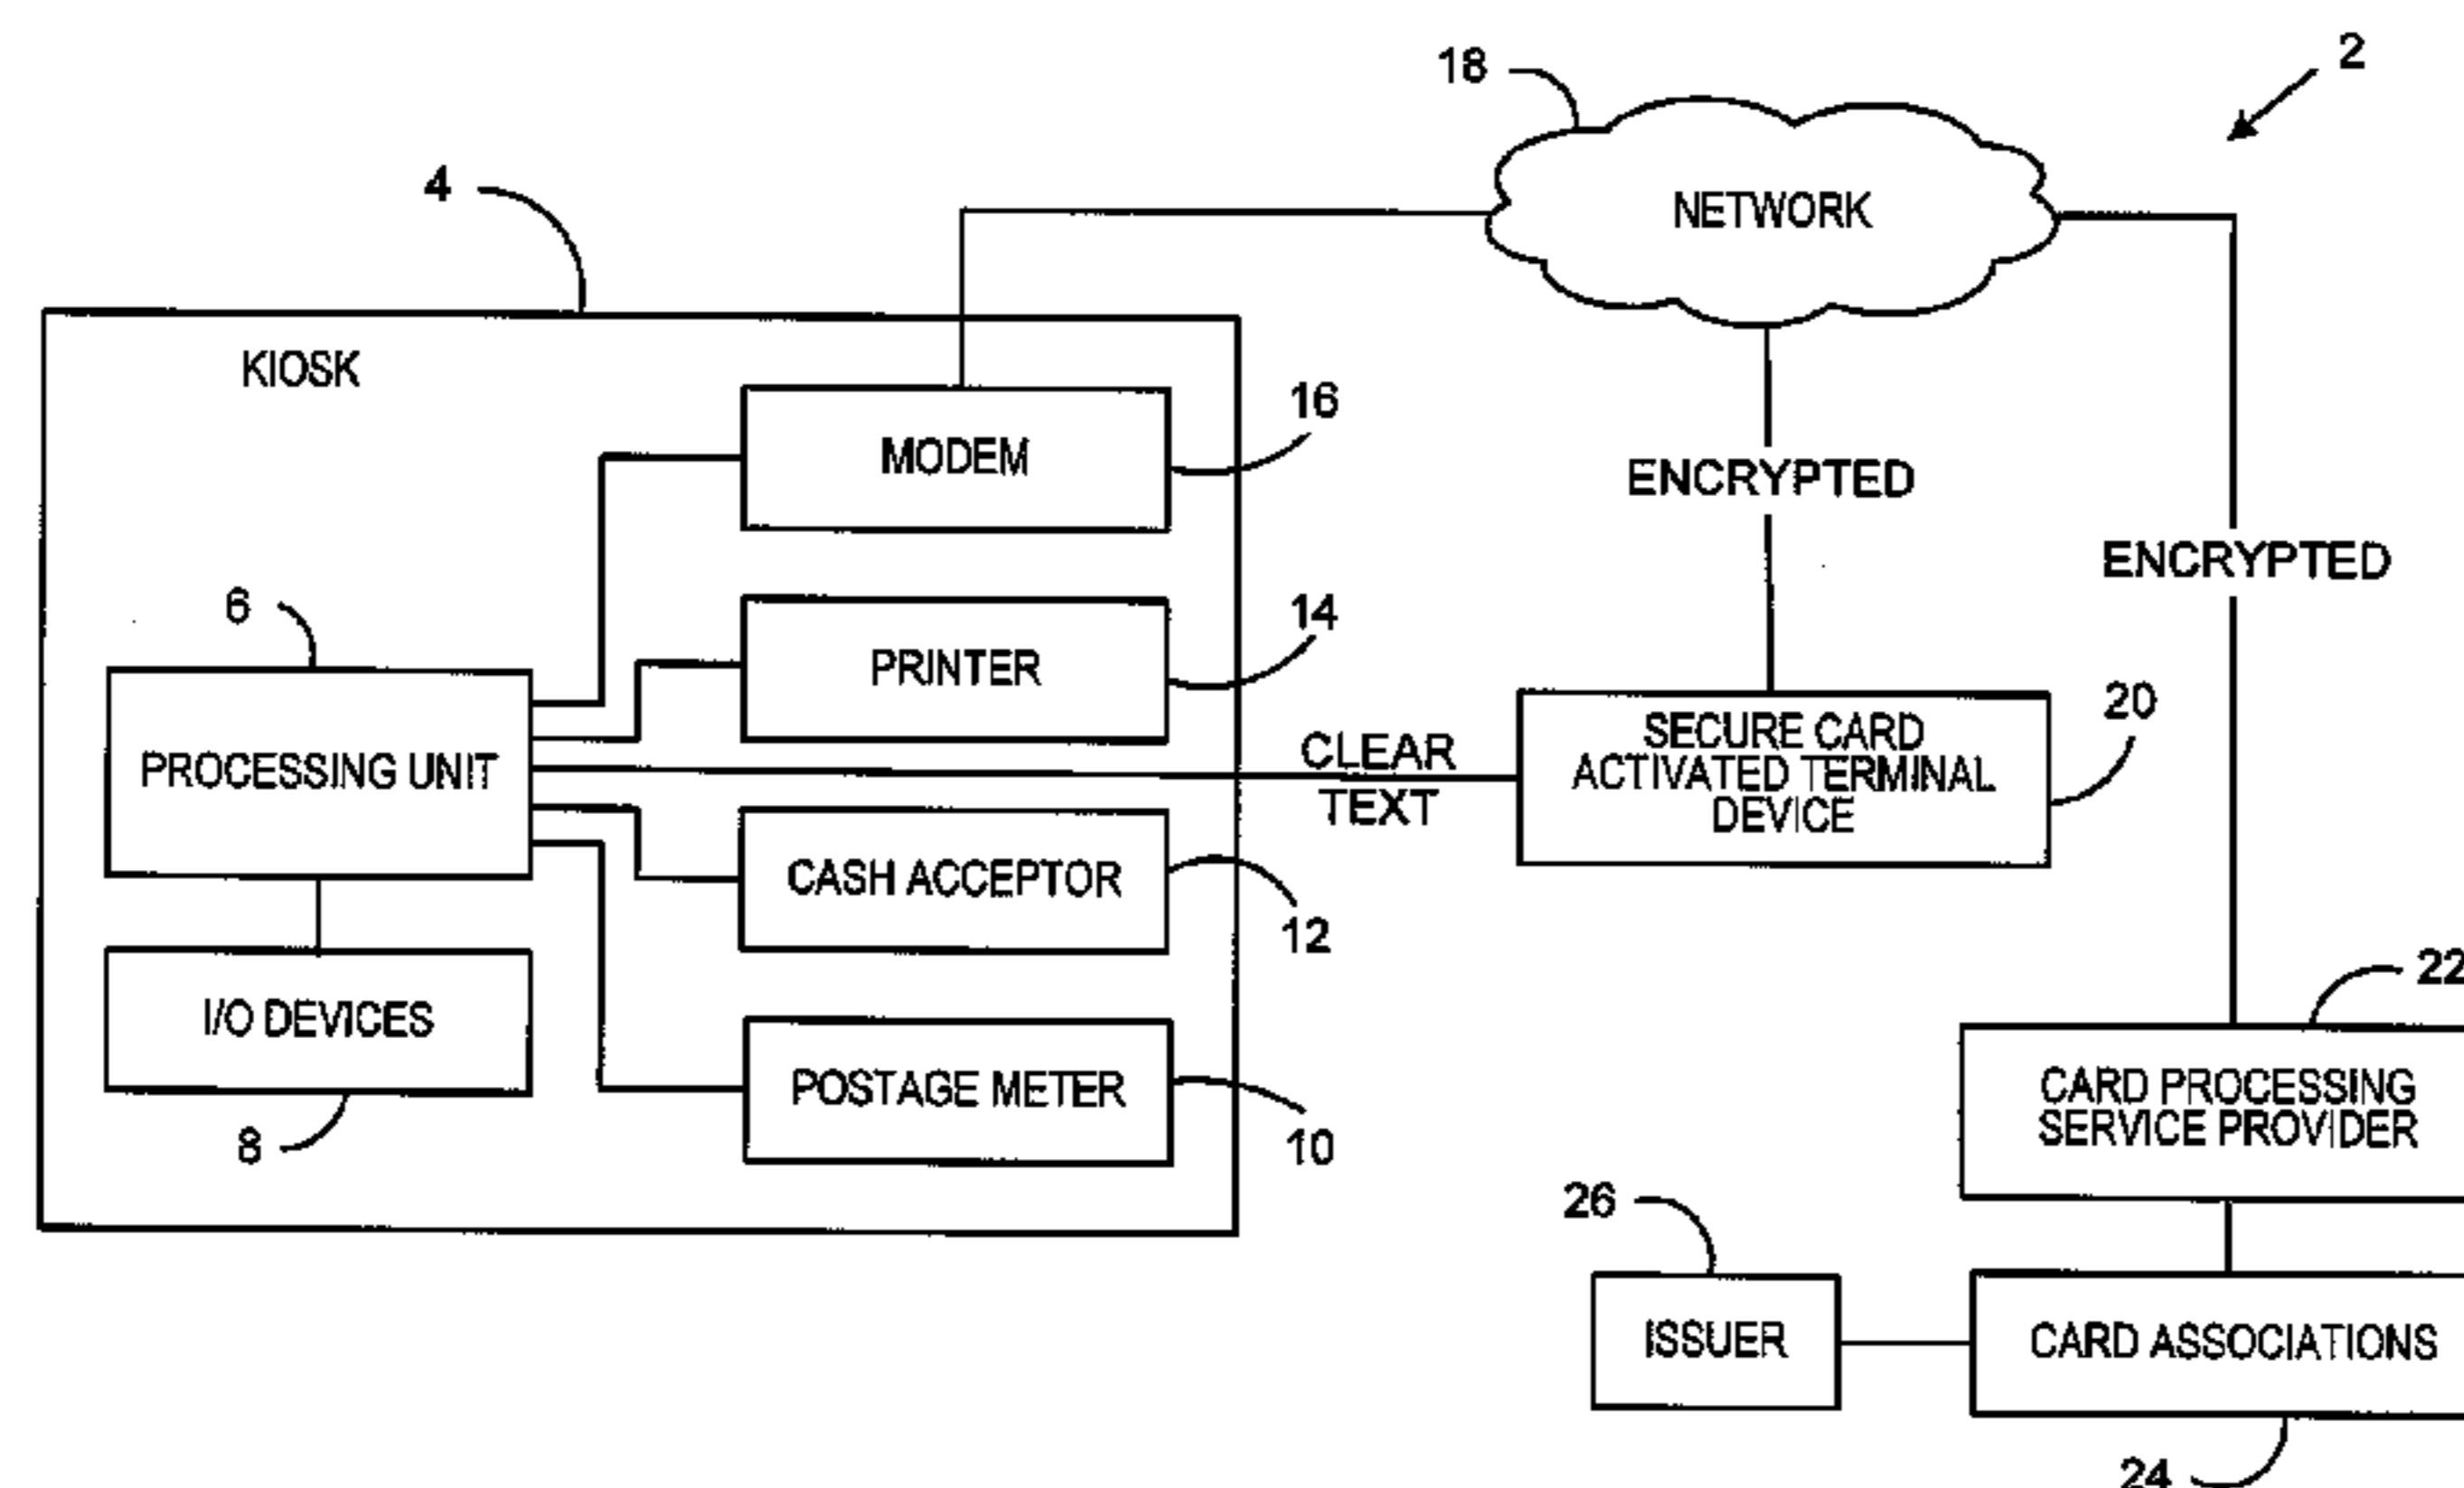 18
2
4
NETWORK
KIOSK
16
MODEM
ENCRYPTED
ENCRYPTED
6
14
PRINTER
20
SECURE CARD
ACTIVATED TERMINAL
DEVICE
PROCESSING UNIT
CLEAR
TEXT
CASH ACCEPTOR
12
22
I/O DEVICES
POSTAGE METER
CARD PROCESSING
SERVICE PROVIDER
8
10
26
ISSUER
CARD ASSOCIATIONS
24